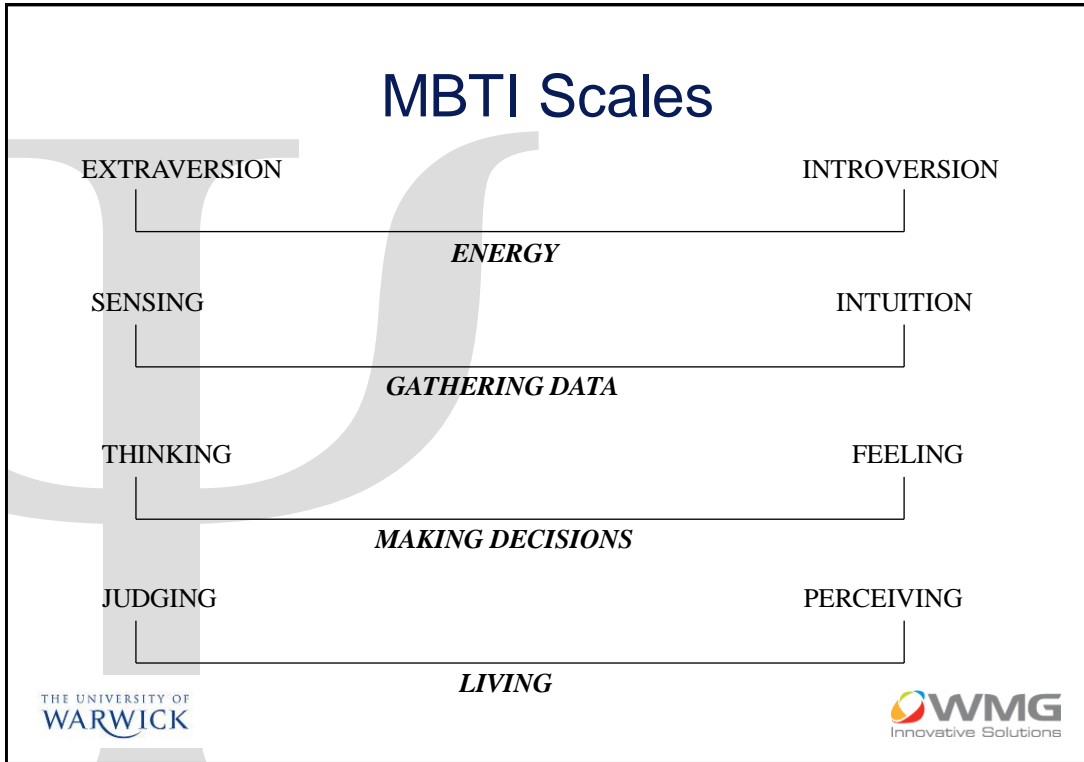 MBTI Scales
EXTRAVERSION INTROVERSION
ENERGY
SENSING INTUITION
GATHERING DATA
THINKING FEELING
MAKING DECISIONS
JUDGING PERCEIVING
LIVING
THE UNIVERSITY OF
WARWICK
WMG
Innovative Solutions